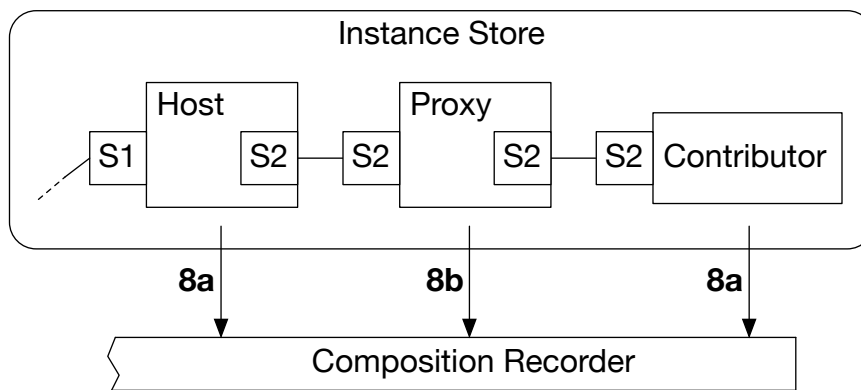 Instance Store
Host
Proxy
S1
S2
S2
S2
S2
Contributor
8a
8b
8a
Composition Recorder